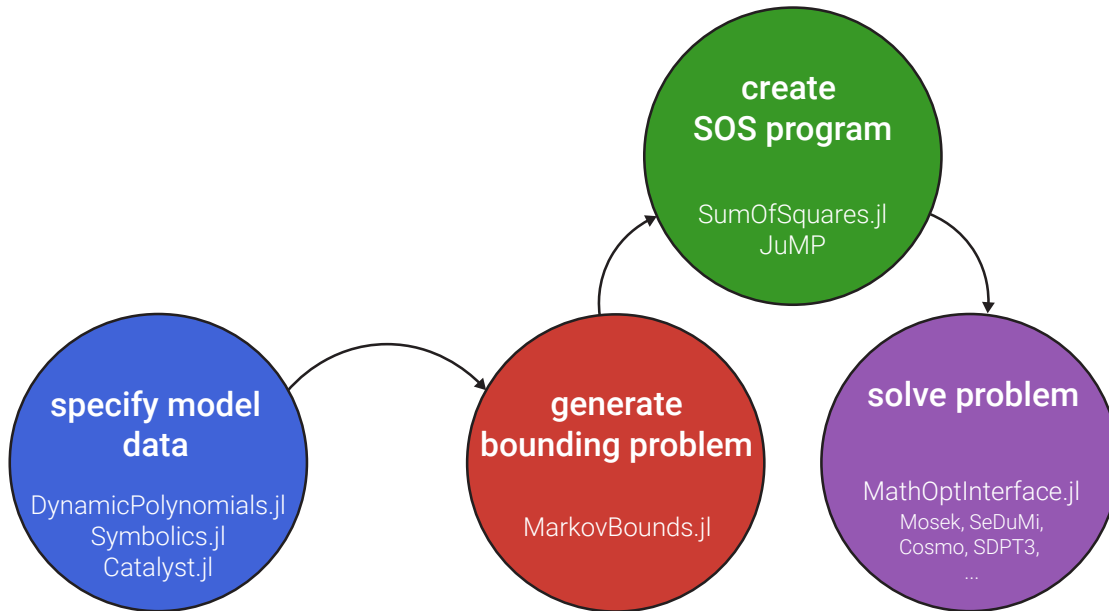 specify model
data
DynamicPolynomials.jl
Symbolics.jl
Catalyst.jl
generate
bounding problem
MarkovBounds.jl
create
SOS program
SumOfSquares.jl
JuMP
solve problem
MathOptInterface.jl
Mosek, SeDuMi,
Cosmo, SDPT3,
...